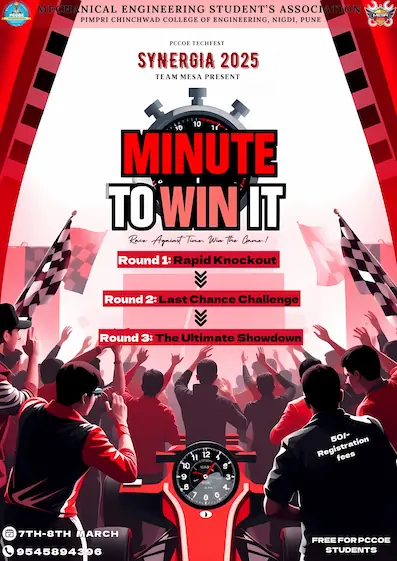 MECHANICAL ENGINEERING STUDENT'S ASSOCIATION
PIMPRI CHINCHWAD COLLEGE OF ENGINEERING, NIGDI, PUNE
PCCOE TECHFEST
SYNERGIA 2025
TEAM MESA PRESENT
MINUTE
TO WIN IT
Race Against Time, Win the Game!
Round 1: Rapid Knockout
Round 2: Last Chance Challenge
Round 3: The Ultimate Showdown
50/-
Registration
fees
7TH-8TH MARCH
9545894396
FREE FOR PCCOE
STUDENTS